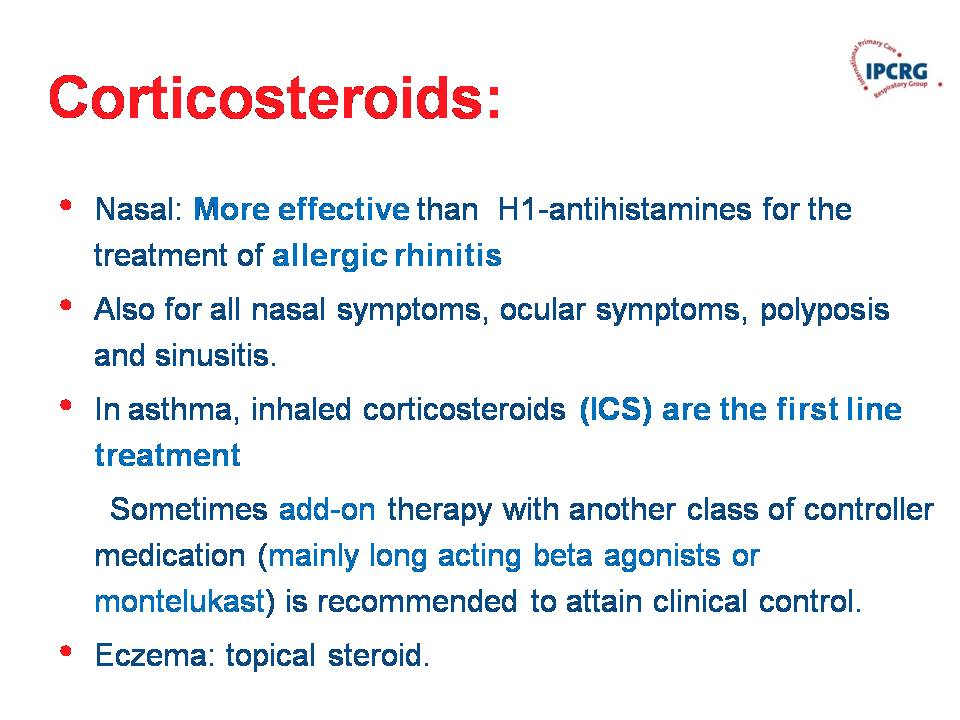 International Primary Care
IPCRG
Respiratory Group
Corticosteroids:
• Nasal: More effective than H1-antihistamines for the
treatment of allergic rhinitis
• Also for all nasal symptoms, ocular symptoms, polyposis
and sinusitis.
• In asthma, inhaled corticosteroids (ICS) are the first line
treatment
Sometimes add-on therapy with another class of controller
medication (mainly long acting beta agonists or
montelukast) is recommended to attain clinical control.
• Eczema: topical steroid.